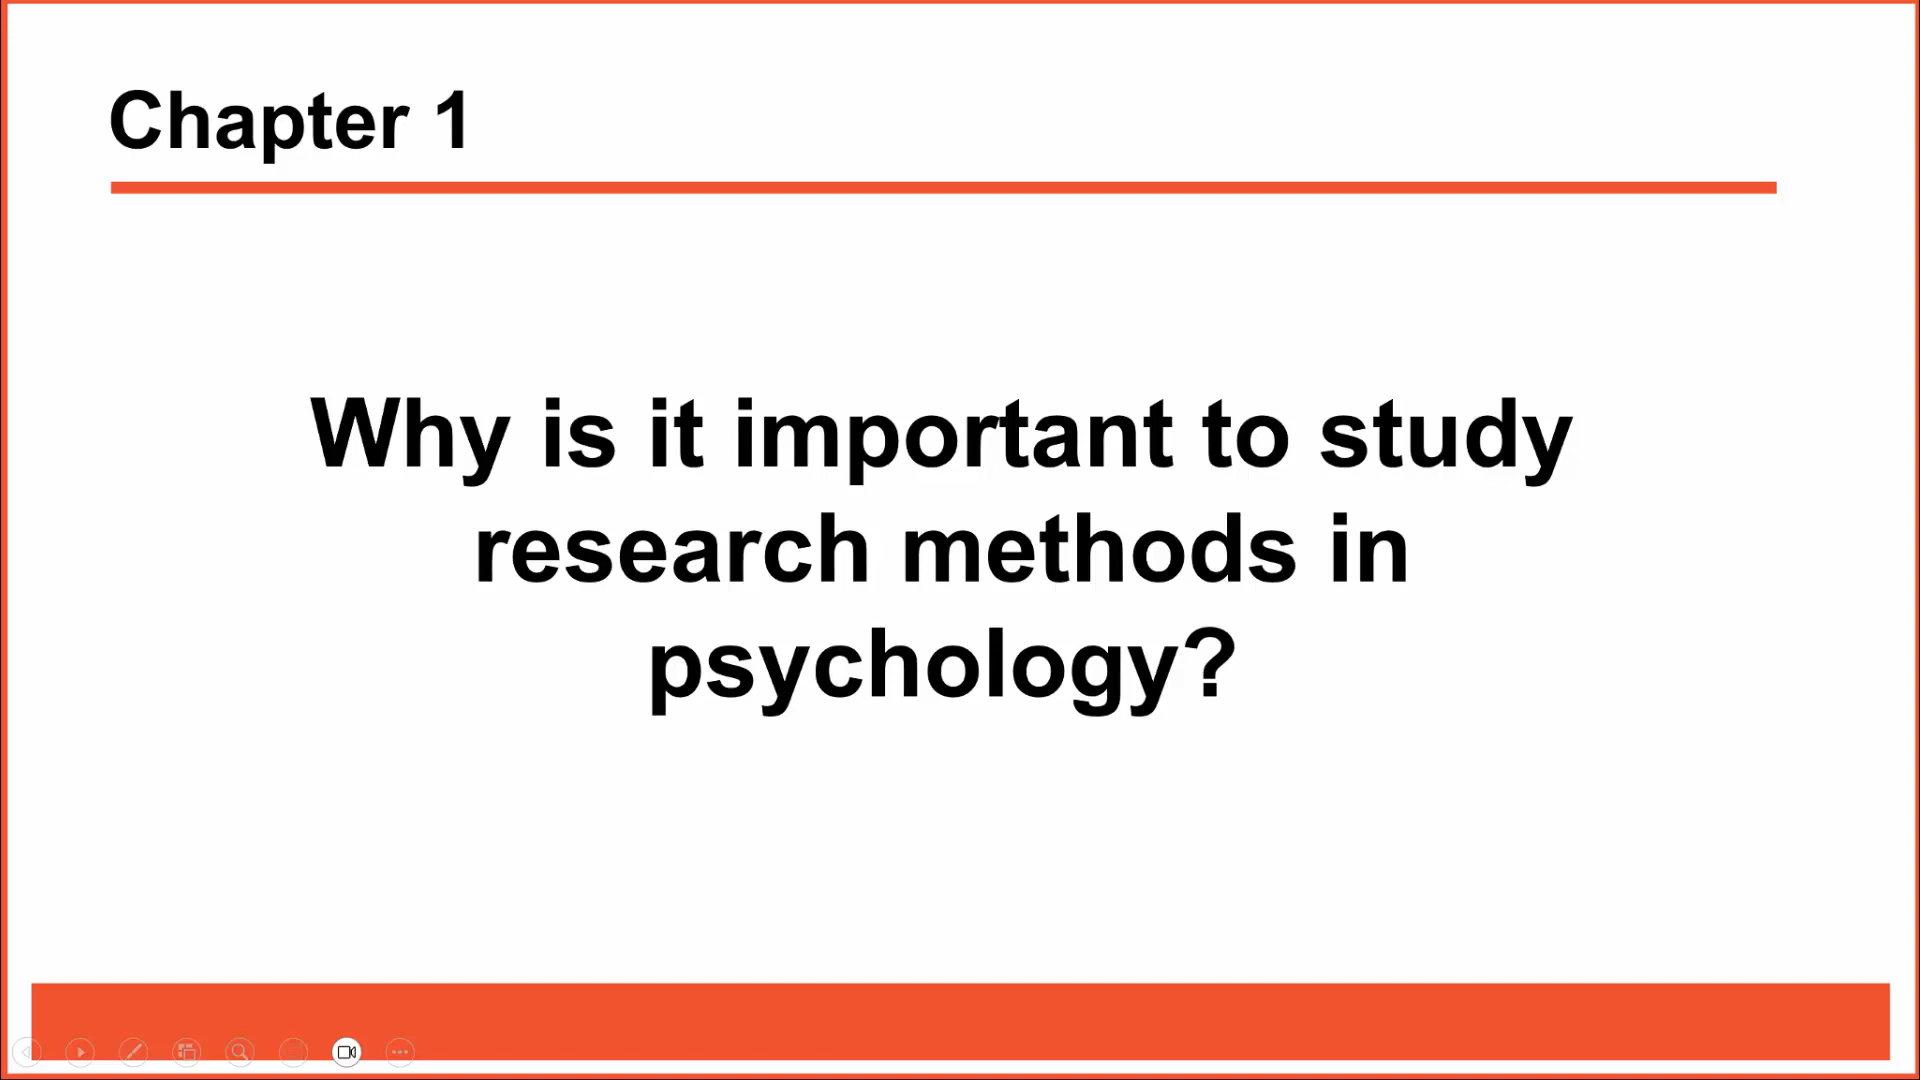 Chapter 1
Why is it important to study
research methods in
psychology?